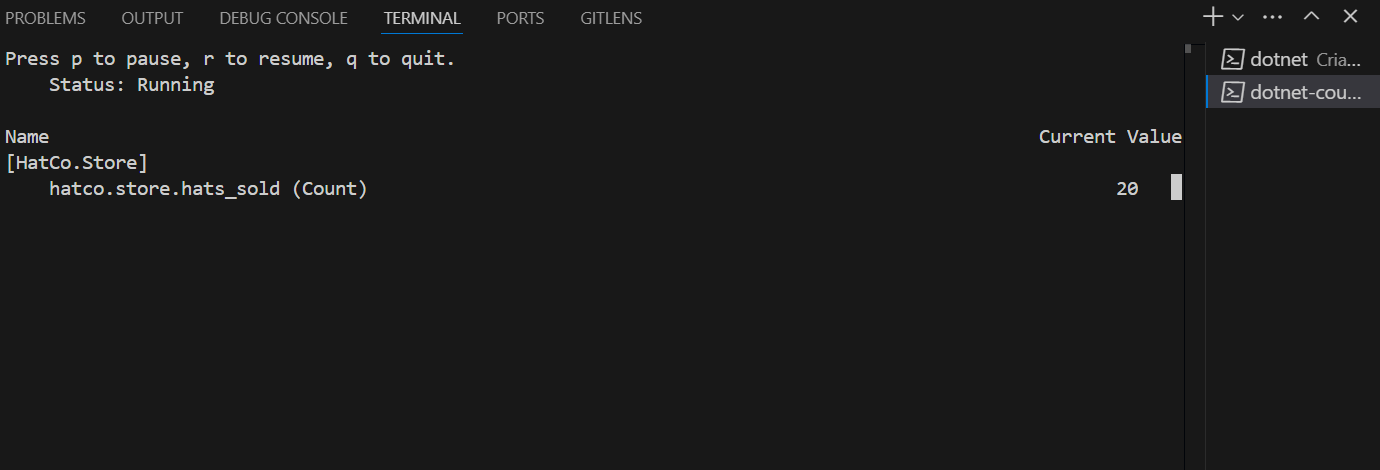 PROBLEMS OUTPUT DEBUG CONSOLE TERMINAL PORTS GITLENS
Press p to pause, r to resume, q to quit.
Status: Running
Name Current Value
[HatCo.Store]
hatco.store.hats_sold (Count) 20
dotnet Cria...
dotnet-cou...